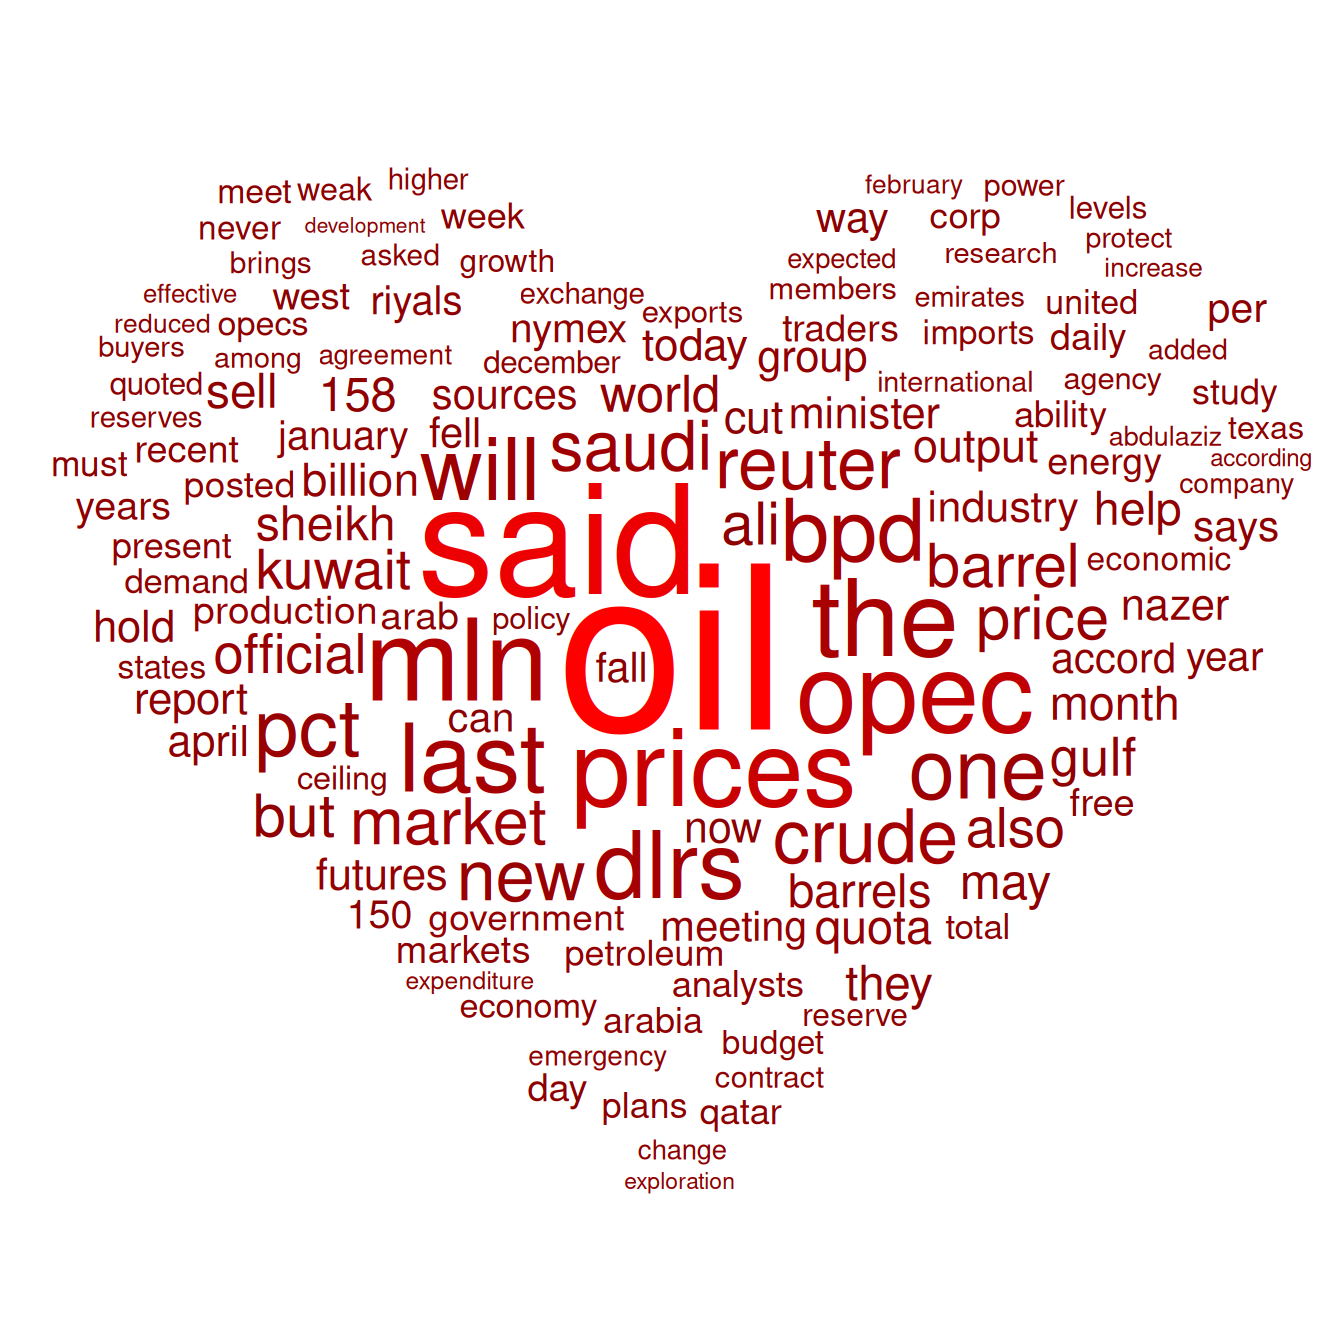 meet weak higher
february power
never development week
way corp levels
brings asked growth
expected research protect
effective west riyals exchange
members emirates united increase per
reduced opecs nymex exports
traders imports daily
buyers among agreement december today group added
quoted sell 158 sources world
international agency study
reserves january fell cut minister ability abdulaziz texas
must recent will saudi reuter output energy according
years posted billion company
sheikh said ali bpd industry help says
present kuwait barrel economic
demand oil
hold production arab policy the price nazer
states official mln fall accord year
report can opec month
april pct last prices one gulf
ceiling free
but market now crude also
futures new dlrs barrels may
150 government meeting quota total
markets petroleum
expenditure analysts they
economy arabia reserve
emergency budget
day contract
plans qatar
change
exploration